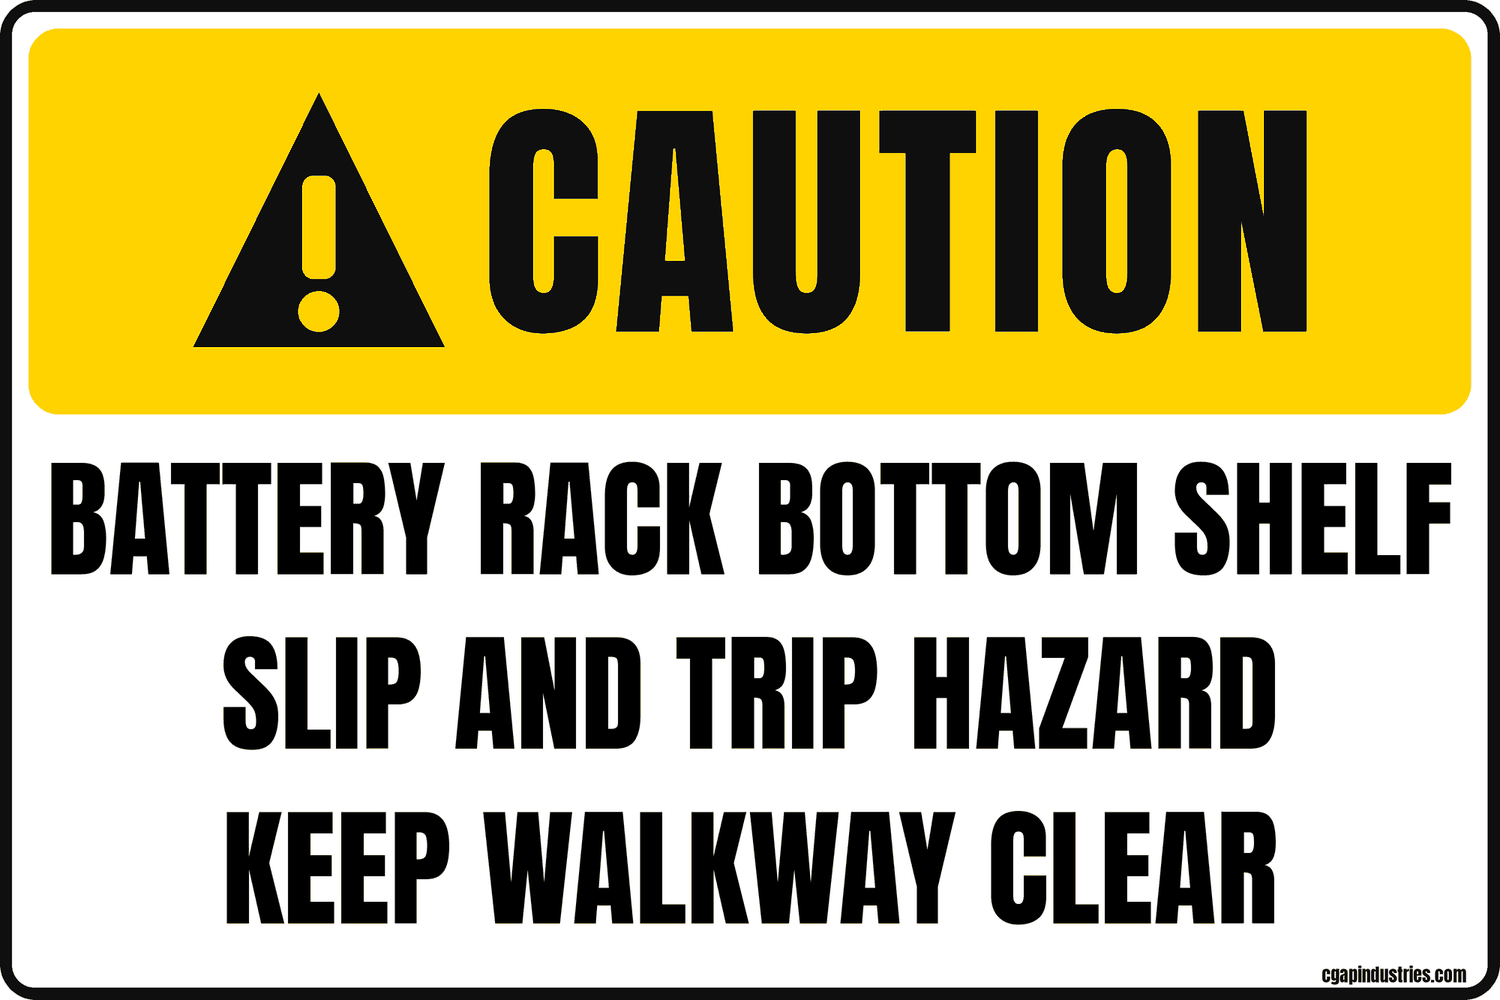 CAUTION
BATTERY RACK BOTTOM SHELF
SLIP AND TRIP HAZARD
KEEP WALKWAY CLEAR
cgapindustries.com